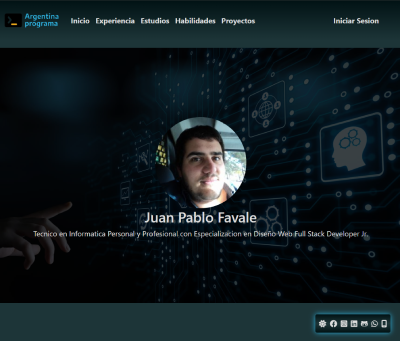 Argentina
programa
Inicio Experiencia Estudios Habilidades Proyectos Iniciar Sesion
Juan Pablo Favale
Tecnico en Informatica Personal y Profesional con Especializacion en Diseño Web Full Stack Developer Jr.